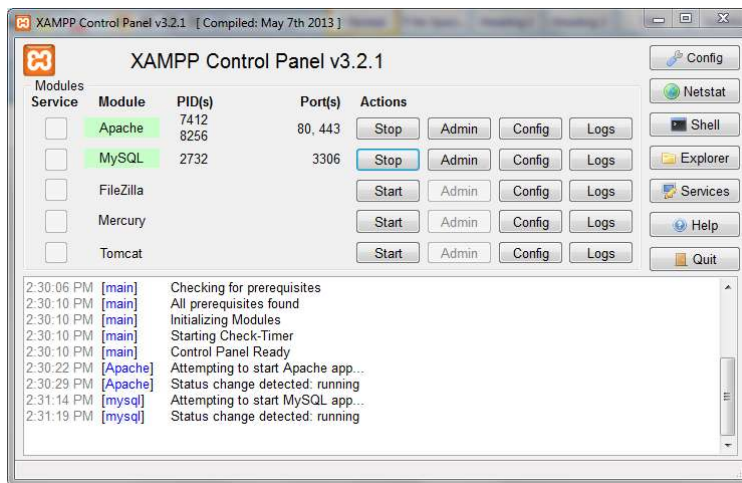 XAMPP Control Panel v3.2.1 [ Compiled: May 7th 2013 ]
XAMPP Control Panel v3.2.1
Config
Modules
Service Module PID(s) Port(s) Actions
Netstat
Apache 7412 8256 80, 443 Stop Admin Config Logs
Shell
MySQL 2732 3306 Stop Admin Config Logs
Explorer
FileZilla Start Admin Config Logs
Services
Mercury Start Admin Config Logs
Help
Tomcat Start Admin Config Logs
Quit
2:30:06 PM [main] Checking for prerequisites
2:30:10 PM [main] All prerequisites found
2:30:10 PM [main] Initializing Modules
2:30:10 PM [main] Starting Check-Timer
2:30:10 PM [main] Control Panel Ready
2:30:22 PM [Apache] Attempting to start Apache app...
2:30:29 PM [Apache] Status change detected: running
2:31:14 PM [mysql] Attempting to start MySQL app...
2:31:19 PM [mysql] Status change detected: running